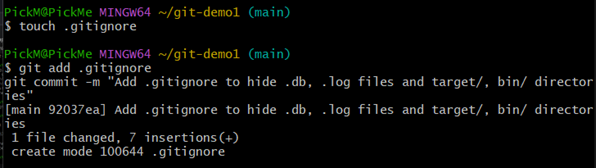 PickM@PickMe MINGW64 ~/git-demo1 (main)
$ touch .gitignore
PickM@PickMe MINGW64 ~/git-demo1 (main)
$ git add .gitignore
git commit -m "Add .gitignore to hide .db, .log files and target/, bin/ director
ies"
[main 92037ea] Add .gitignore to hide .db, .log files and target/, bin/ director
ies
 1 file changed, 7 insertions(+)
 create mode 100644 .gitignore